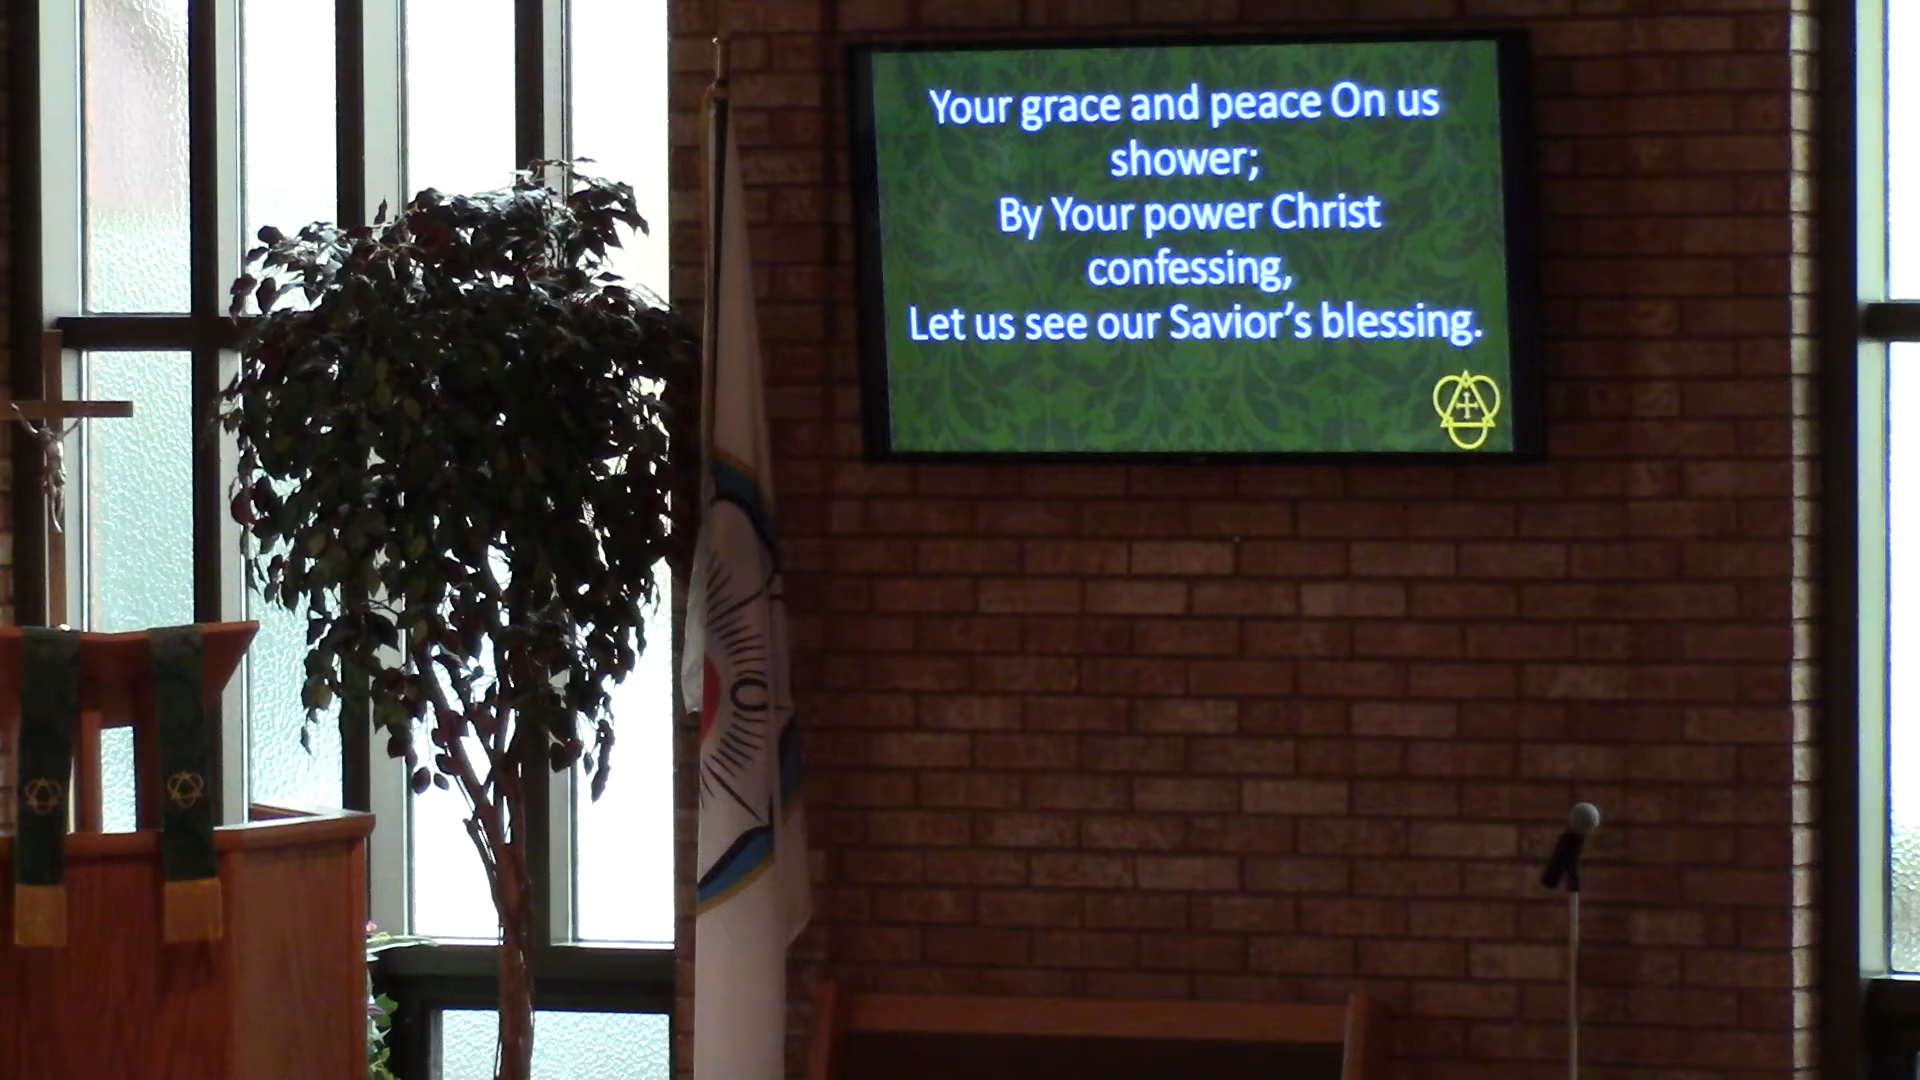 Your grace and peace On us
shower;
By Your power Christ
confessing,
Let us see our Savior’s blessing.